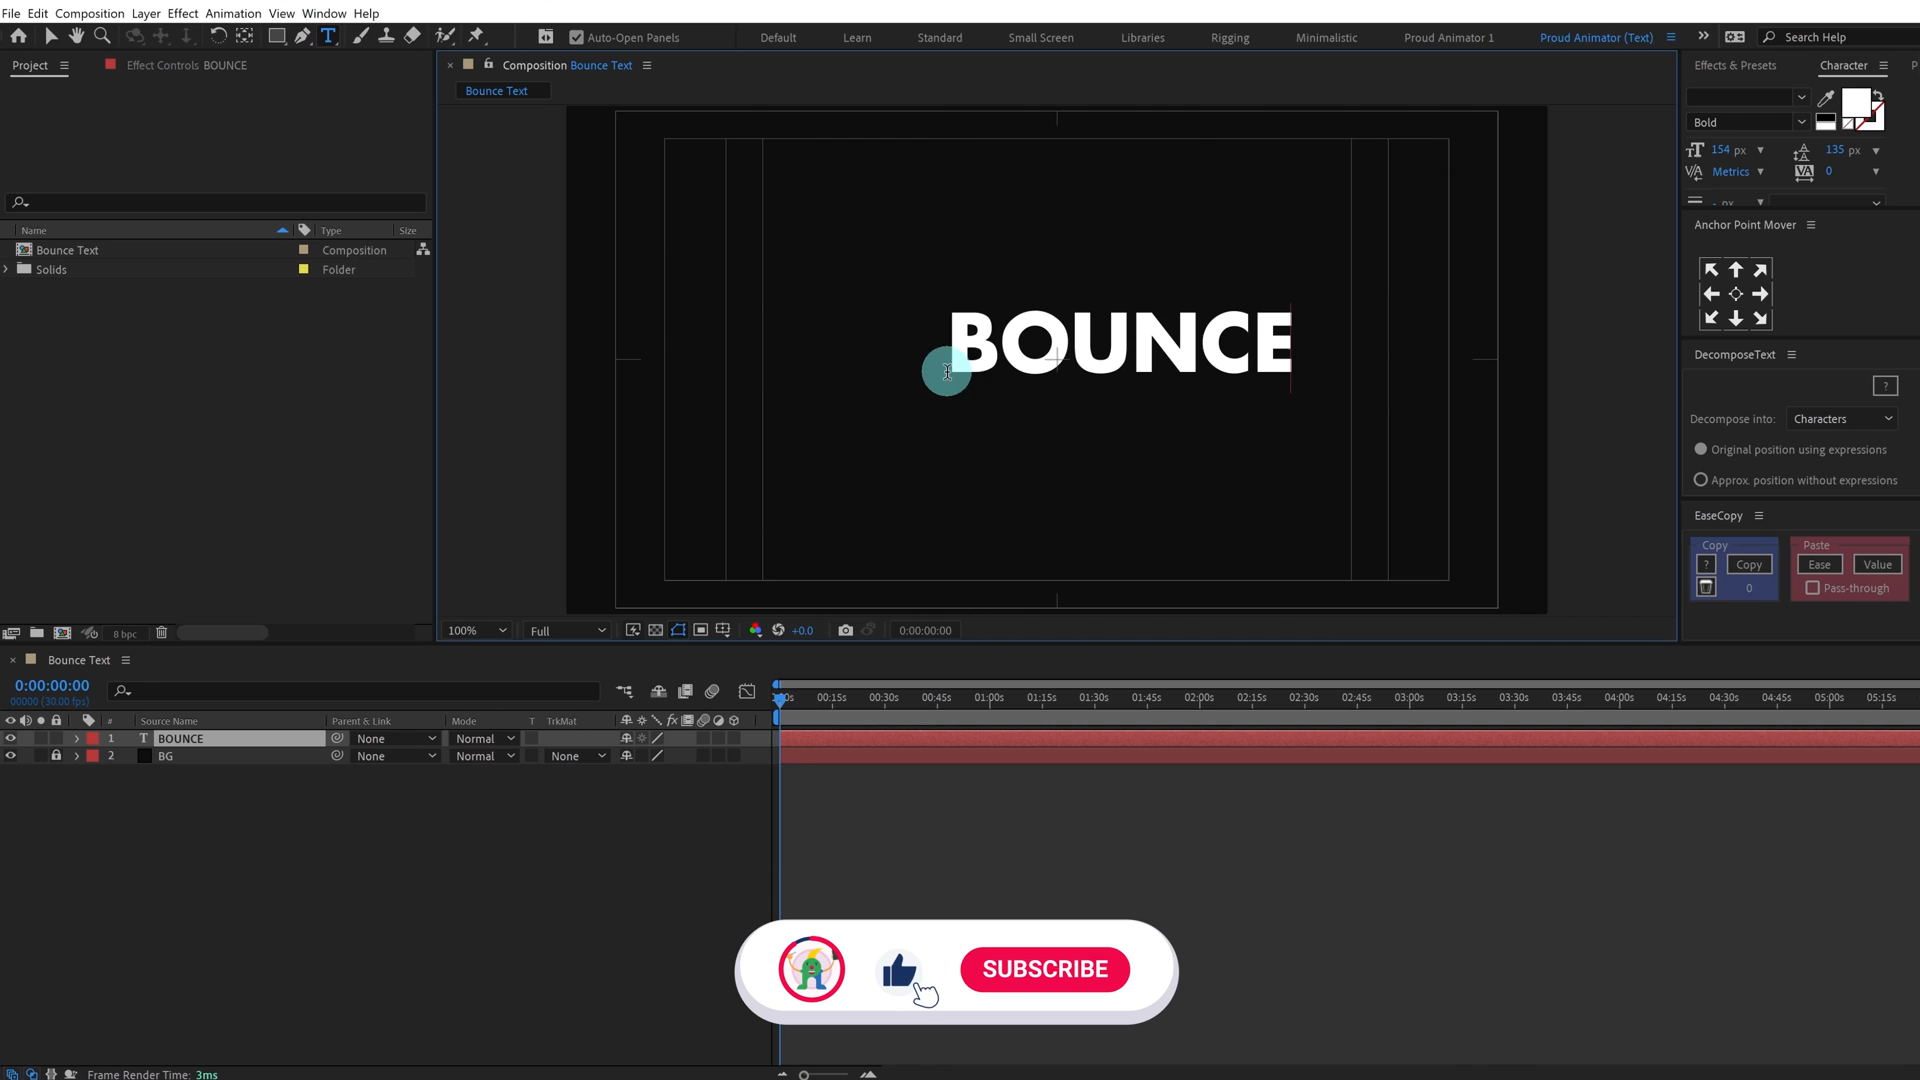 File Edit Composition Layer Effect Animation View Window Help
Auto-Open Panels Default Learn Standard Small Screen Libraries Rigging Minimalistic Proud Animator 1 Proud Animator (Text) Search Help
Project Effect Controls BOUNCE Composition Bounce Text Effects & Presets Character
Bounce Text
Bold
154 px 135 px
Metrics 0
- px
Name Type Size
Bounce Text Composition
Solids Folder
Anchor Point Mover
BOUNCE
DecomposeText
?
Decompose into: Characters
Original position using expressions
Approx. position without expressions
EaseCopy
Copy Paste
? Copy Ease Value
0 Pass-through
8 bpc 100% Full +0.0 0:00:00:00
Bounce Text
0:00:00:00
00000 (30.00 fps)
00:15s 00:30s 00:45s 01:00s 01:15s 01:30s 01:45s 02:00s 02:15s 02:30s 02:45s 03:00s 03:15s 03:30s 03:45s 04:00s 04:15s 04:30s 04:45s 05:00s 05:15s
# Source Name Parent & Link Mode T TrkMat
1 T BOUNCE None Normal
2 BG None Normal None
SUBSCRIBE
Frame Render Time: 3ms